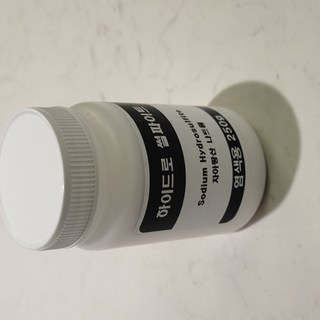 하이드로 썰파이트
Sodium Hydrosulfite
차아황산 나트륨
염색용 250g